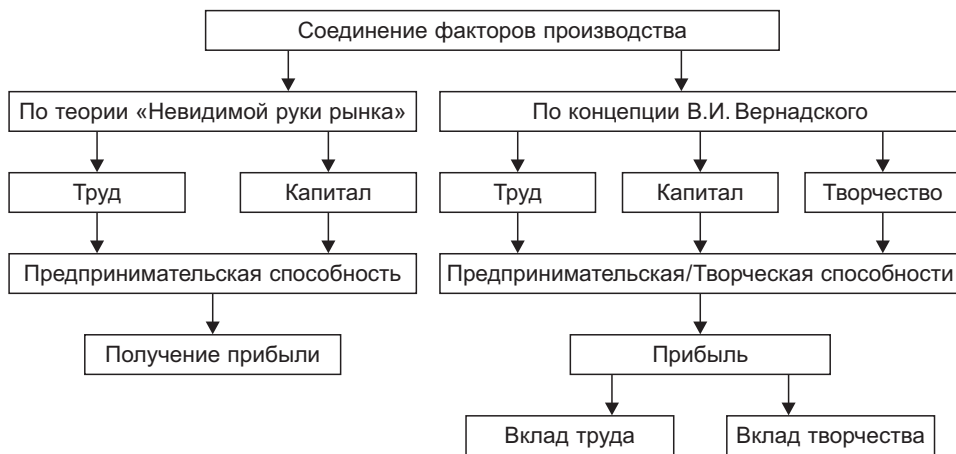 Соединение факторов производства
По теории «Невидимой руки рынка»
По концепции В.И. Вернадского
Труд
Капитал
Труд
Капитал
Творчество
Предпринимательская способность
Предпринимательская/Творческая способности
Получение прибыли
Прибыль
Вклад труда
Вклад творчества